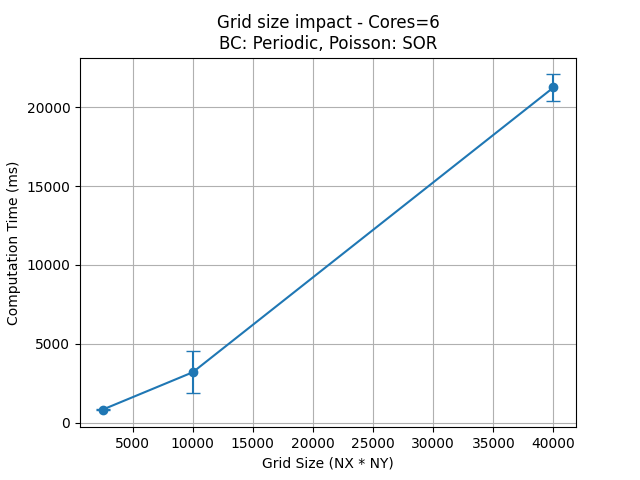 Grid size impact - Cores=6
BC: Periodic, Poisson: SOR
Computation Time (ms)
20000
15000
10000
5000
0
5000 10000 15000 20000 25000 30000 35000 40000
Grid Size (NX * NY)